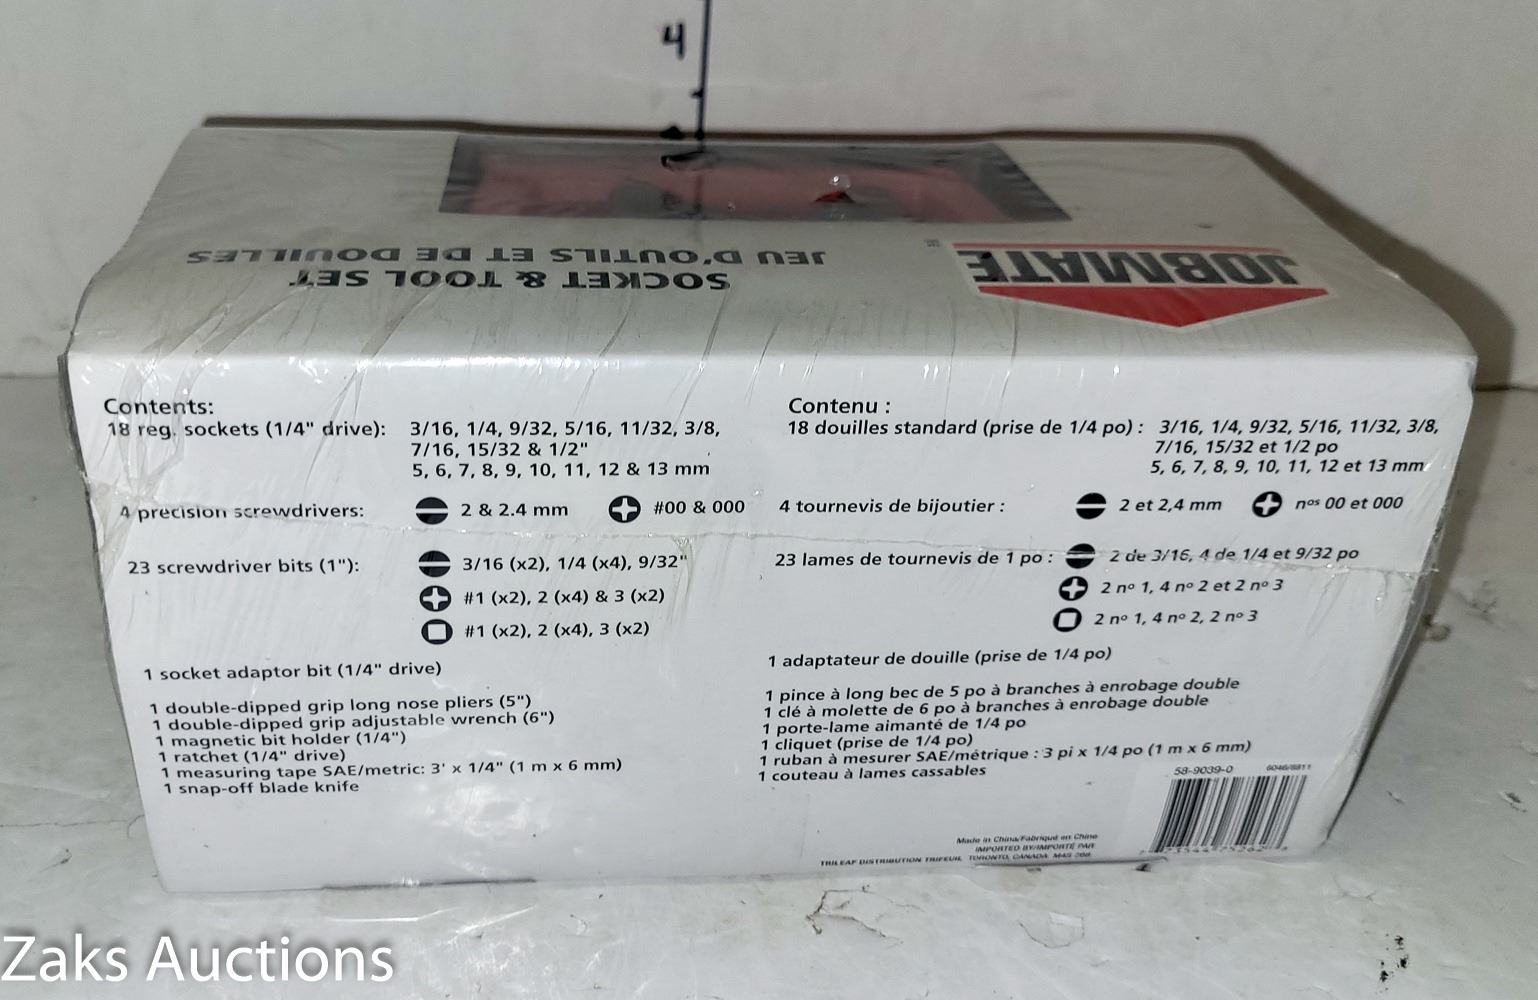 4
JEU D'OUTILS ET DE DOUILLES
SOCKET & TOOL SET
JOBMATE
Contents:
18 reg. sockets (1/4" drive): 3/16, 1/4, 9/32, 5/16, 11/32, 3/8,
7/16, 15/32 & 1/2"
5, 6, 7, 8, 9, 10, 11, 12 & 13 mm
4 precision screwdrivers: 2 & 2.4 mm #00 & 000
23 screwdriver bits (1"): 3/16 (x2), 1/4 (x4), 9/32"
#1 (x2), 2 (x4) & 3 (x2)
#1 (x2), 2 (x4), 3 (x2)
1 socket adaptor bit (1/4" drive)
1 double-dipped grip long nose pliers (5")
1 double-dipped grip adjustable wrench (6")
1 magnetic bit holder (1/4")
1 ratchet (1/4" drive)
1 measuring tape SAE/metric: 3' x 1/4" (1 m x 6 mm)
1 snap-off blade knife
Contenu :
18 douilles standard (prise de 1/4 po) : 3/16, 1/4, 9/32, 5/16, 11/32, 3/8,
7/16, 15/32 et 1/2 po
5, 6, 7, 8, 9, 10, 11, 12 et 13 mm
4 tournevis de bijoutier : 2 et 2,4 mm nos 00 et 000
23 lames de tournevis de 1 po : 2 de 3/16, 4 de 1/4 et 9/32 po
2 no 1, 4 no 2 et 2 no 3
2 no 1, 4 no 2, 2 no 3
1 adaptateur de douille (prise de 1/4 po)
1 pince à long bec de 5 po à branches à enrobage double
1 clé à molette de 6 po à branches à enrobage double
1 porte-lame aimanté de 1/4 po
1 cliquet (prise de 1/4 po)
1 ruban à mesurer SAE/métrique : 3 pi x 1/4 po (1 m x 6 mm)
1 couteau à lames cassables
58-9039-0
Made in China/Fabriqué en Chine
IMPORTED BY/IMPORTÉ PAR
TRILEAF DISTRIBUTION TRIFEUIL TORONTO, CANADA
Zaks Auctions